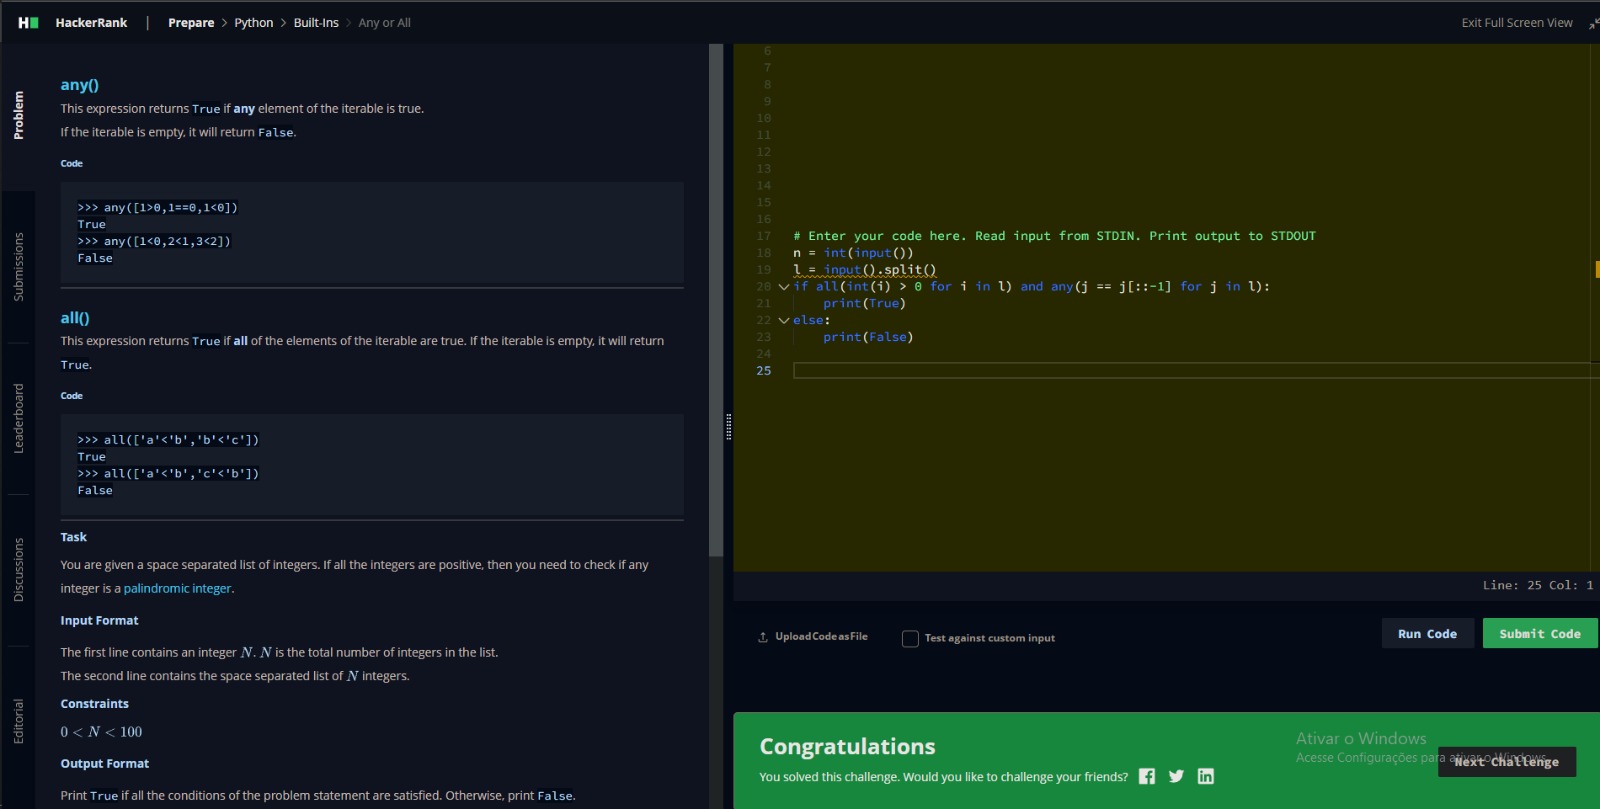 HackerRank | Prepare > Python > Built-Ins > Any or All
Exit Full Screen View
Problem
Submissions
Leaderboard
Discussions
Editorial
any()
This expression returns True if any element of the iterable is true.
If the iterable is empty, it will return False.
Code
>>> any([1>0,1==0,1<0])
True
>>> any([1<0,2<1,3<2])
False
all()
This expression returns True if all of the elements of the iterable are true. If the iterable is empty, it will return
True.
Code
>>> all(['a'<'b','b'<'c'])
True
>>> all(['a'<'b','c'<'b'])
False
Task
You are given a space separated list of integers. If all the integers are positive, then you need to check if any
integer is a palindromic integer.
Input Format
The first line contains an integer N. N is the total number of integers in the list.
The second line contains the space separated list of N integers.
Constraints
0 < N < 100
Output Format
Print True if all the conditions of the problem statement are satisfied. Otherwise, print False.
6
7
8
9
10
11
12
13
14
15
16
17 # Enter your code here. Read input from STDIN. Print output to STDOUT
18 n = int(input())
19 l = input().split()
20 if all(int(i) > 0 for i in l) and any(j == j[::-1] for j in l):
21 print(True)
22 else:
23 print(False)
24
25
Line: 25 Col: 1
Upload Code as File
Test against custom input
Run Code
Submit Code
Congratulations
You solved this challenge. Would you like to challenge your friends?
Next Challenge
Ativar o Windows
Acesse Configurações para ativar o Windows.